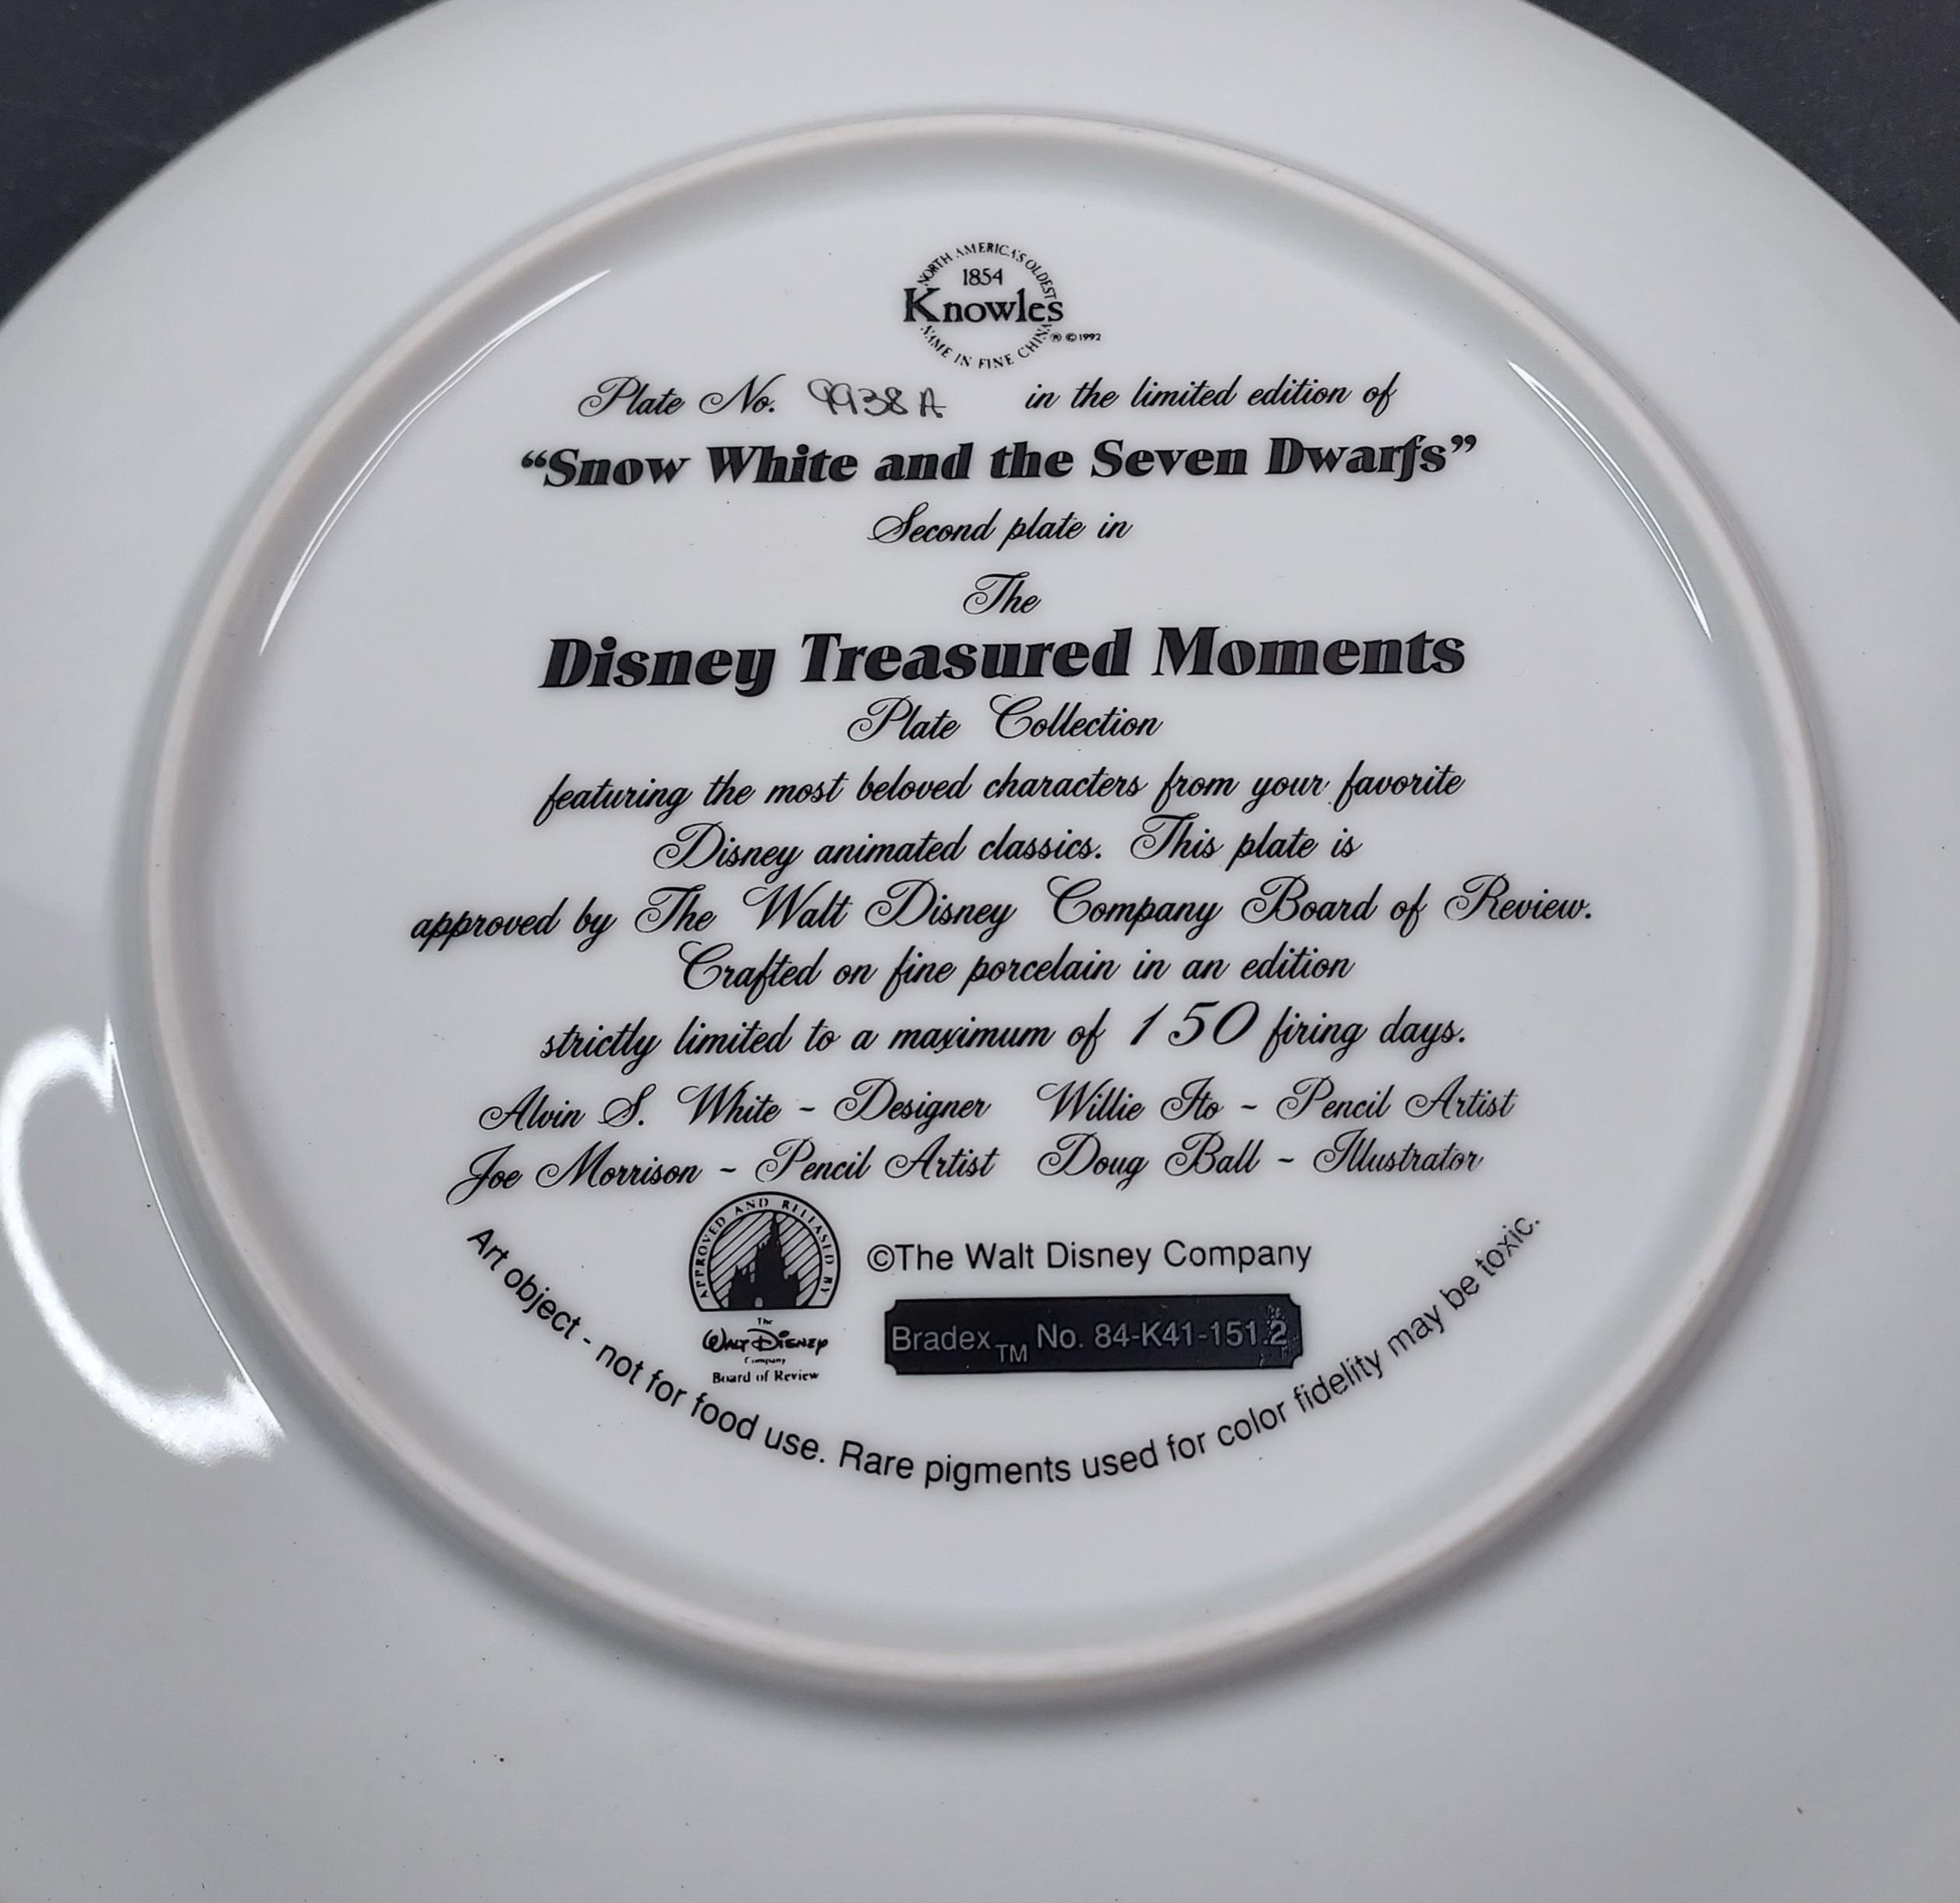 NORTH AMERICA'S OLDEST
1854
Knowles
NAME IN FINE CHINA
® © 1992
Plate No. 9938A in the limited edition of
“Snow White and the Seven Dwarfs”
Second plate in
The
Disney Treasured Moments
Plate Collection
featuring the most beloved characters from your favorite
Disney animated classics. This plate is
approved by The Walt Disney Company Board of Review.
Crafted on fine porcelain in an edition
strictly limited to a maximum of 150 firing days.
Alvin S. White ~ Designer Willie Ito ~ Pencil Artist
Joe Morrison ~ Pencil Artist Doug Ball ~ Illustrator
APPROVED AND RELEASED BY
The
WALT DISNEY
Company
Board of Review
©The Walt Disney Company
Bradex TM No. 84-K41-151.2
Art object - not for food use. Rare pigments used for color fidelity may be toxic.